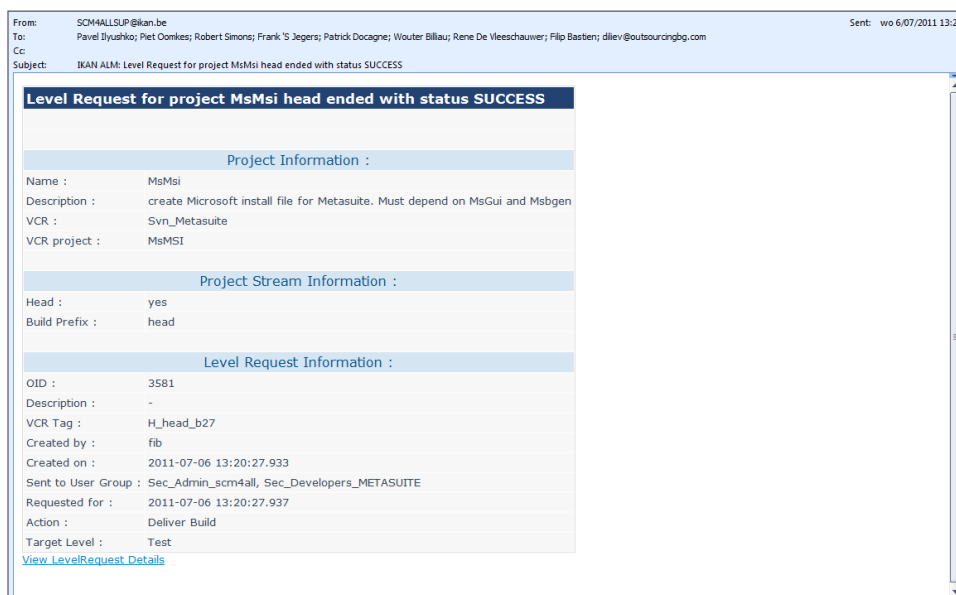 From: SCM4ALLSUP@ikan.be Sent: wo 6/07/2011 13:2
To: Pavel Ilyushko; Piet Oomkes; Robert Simons; Frank 'S Jegers; Patrick Docagne; Wouter Billiau; Rene De Vleeschauwer; Filip Bastien; diliev@outsourcingbg.com
Cc:
Subject: IKAN ALM: Level Request for project MsMsi head ended with status SUCCESS
Level Request for project MsMsi head ended with status SUCCESS
Project Information :
Name : MsMsi
Description : create Microsoft install file for Metasuite. Must depend on MsGui and Msbgen
VCR : Svn_Metasuite
VCR project : MsMSI
Project Stream Information :
Head : yes
Build Prefix : head
Level Request Information :
OID : 3581
Description : -
VCR Tag : H_head_b27
Created by : fib
Created on : 2011-07-06 13:20:27.933
Sent to User Group : Sec_Admin_scm4all, Sec_Developers_METASUITE
Requested for : 2011-07-06 13:20:27.937
Action : Deliver Build
Target Level : Test
View LevelRequest Details